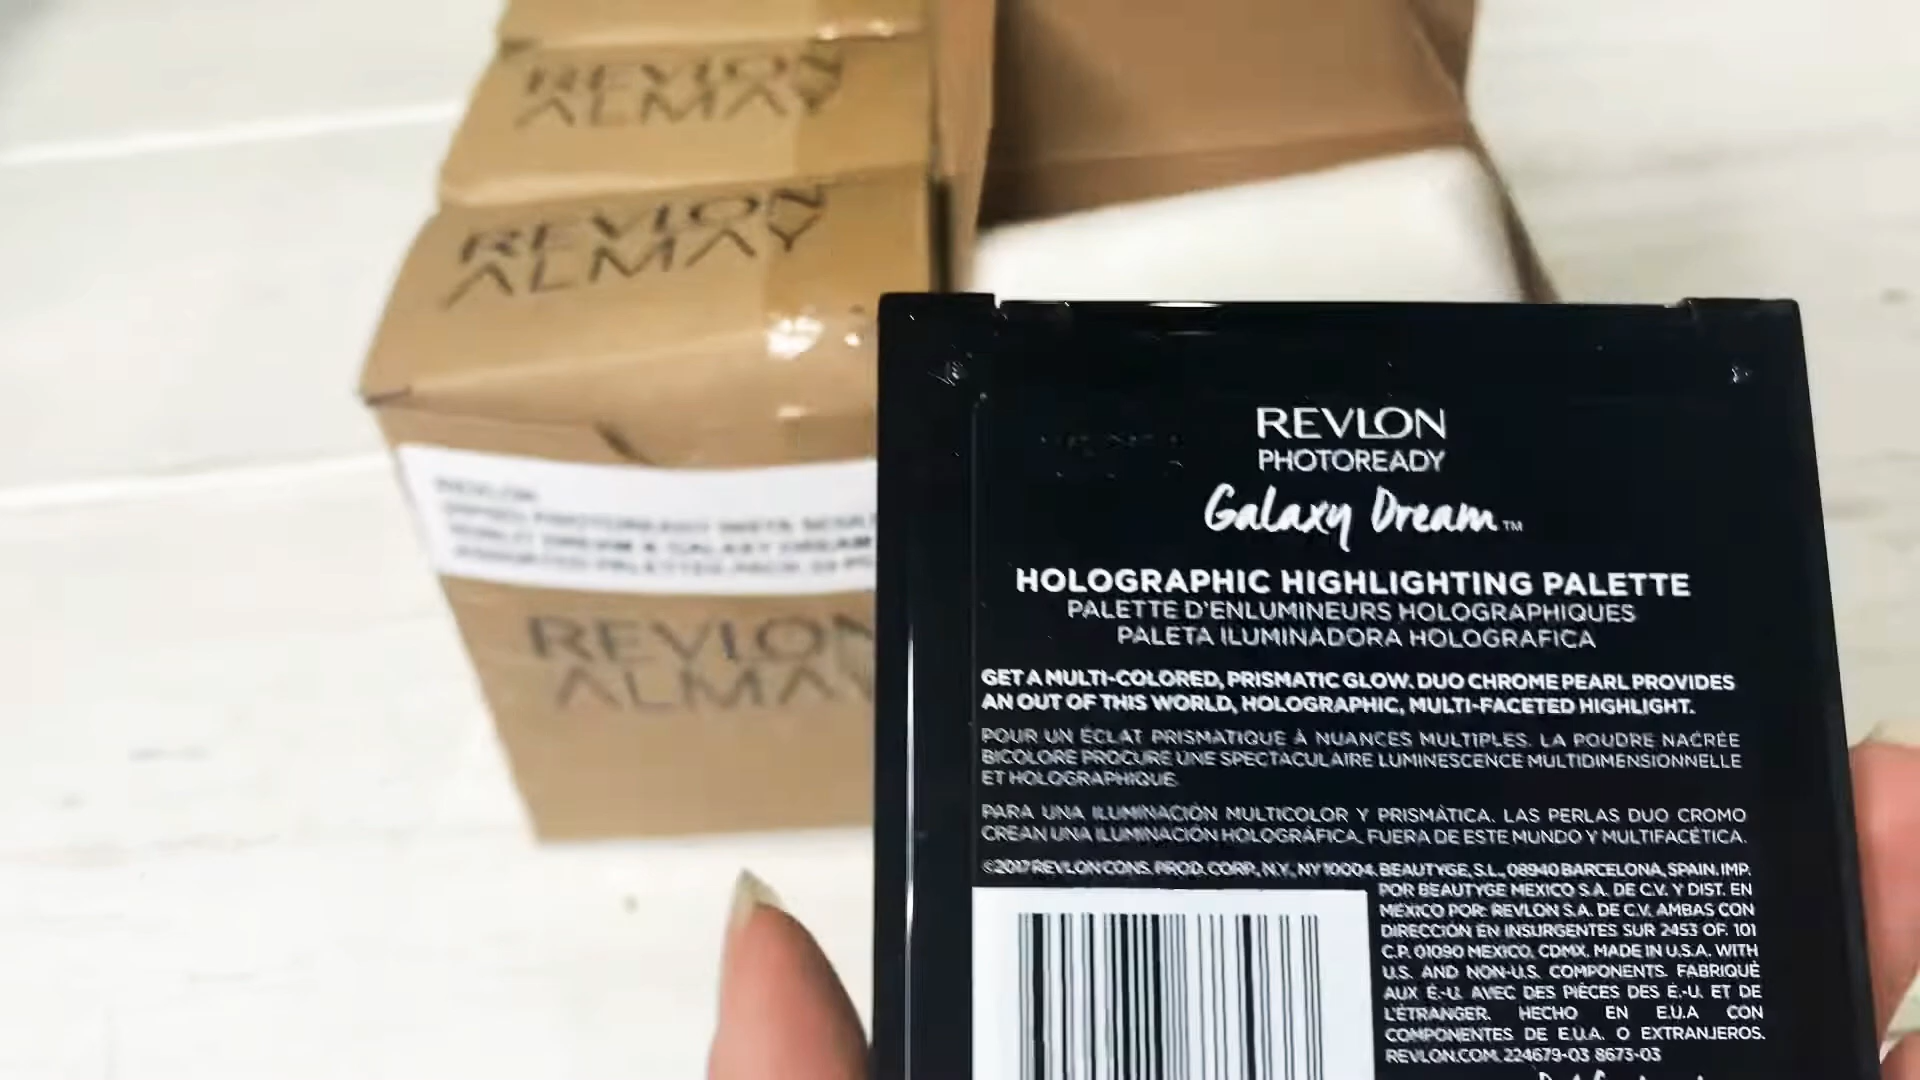 REVLON
ALMAY
REVLON
ALMAY
REVLON
REVLON
ALMAY
REVLON
PHOTOREADY
Galaxy Dream™
HOLOGRAPHIC HIGHLIGHTING PALETTE
PALETTE D'ENLUMINEURS HOLOGRAPHIQUES
PALETA ILUMINADORA HOLOGRAFICA
GET A MULTI-COLORED, PRISMATIC GLOW. DUO CHROME PEARL PROVIDES
AN OUT OF THIS WORLD, HOLOGRAPHIC, MULTI-FACETED HIGHLIGHT.
POUR UN ÉCLAT PRISMATIQUE À NUANCES MULTIPLES. LA POUDRE NACRÉE
BICOLORE PROCURE UNE SPECTACULAIRE LUMINESCENCE MULTIDIMENSIONNELLE
ET HOLOGRAPHIQUE.
PARA UNA ILUMINACIÓN MULTICOLOR Y PRISMÁTICA. LAS PERLAS DUO CROMO
CREAN UNA ILUMINACIÓN HOLOGRÁFICA, FUERA DE ESTE MUNDO Y MULTIFACÉTICA.
©2017 REVLON CONS. PROD. CORP., N.Y., NY 10004. BEAUTYGE, S.L., 08940 BARCELONA, SPAIN. IMP.
POR BEAUTYGE MEXICO S.A. DE C.V. Y DIST. EN
MÉXICO POR: REVLON S.A. DE C.V. AMBAS CON
DIRECCIÓN EN INSURGENTES SUR 2453 OF. 101
C.P. 01090 MEXICO, CDMX. MADE IN U.S.A. WITH
U.S. AND NON-U.S. COMPONENTS. FABRIQUÉ
AUX É.-U. AVEC DES PIÈCES DES É.-U. ET DE
L'ÉTRANGER. HECHO EN E.U.A CON
COMPONENTES DE E.U.A. O EXTRANJEROS.
REVLON.COM. 224679-03 8673-03